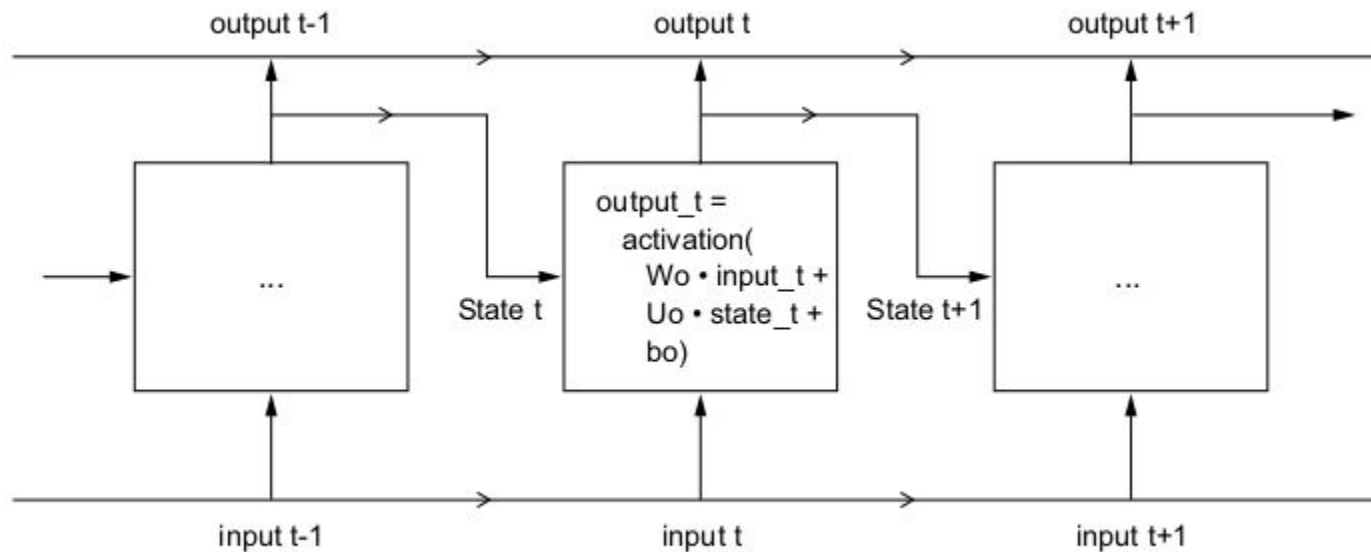 output t-1
output t
output t+1
output_t =
activation(
Wo • input_t +
Uo • state_t +
bo)
...
...
State t
State t+1
input t-1
input t
input t+1